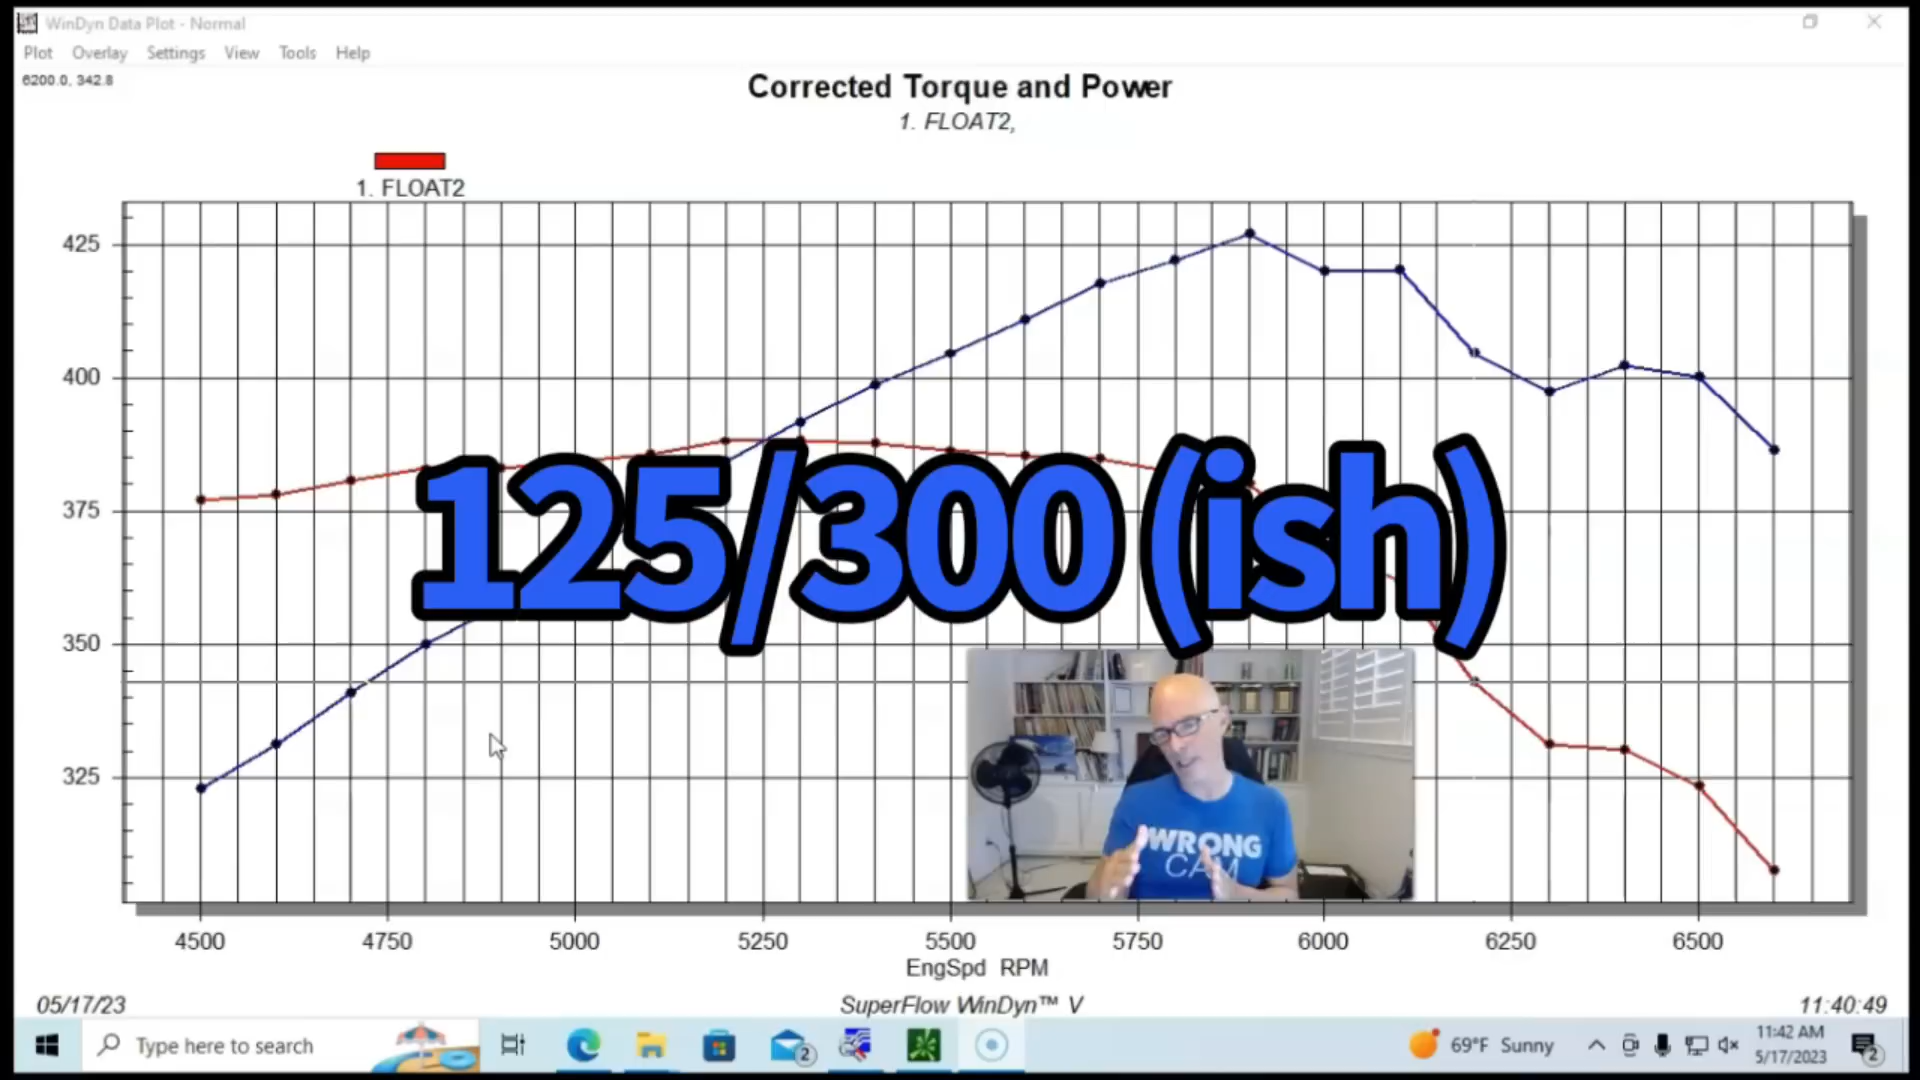 WinDyn Data Plot - Normal
Plot Overlay Settings View Tools Help
6200.0, 342.8
Corrected Torque and Power
1. FLOAT2,
1. FLOAT2
425
400
375
350
325
125/300 (ish)
WRONG
CAM
4500 4750 5000 5250 5500 5750 6000 6250 6500
EngSpd RPM
05/17/23 SuperFlow WinDyn™ V 11:40:49
Type here to search
2
69°F Sunny
11:42 AM
5/17/2023
2